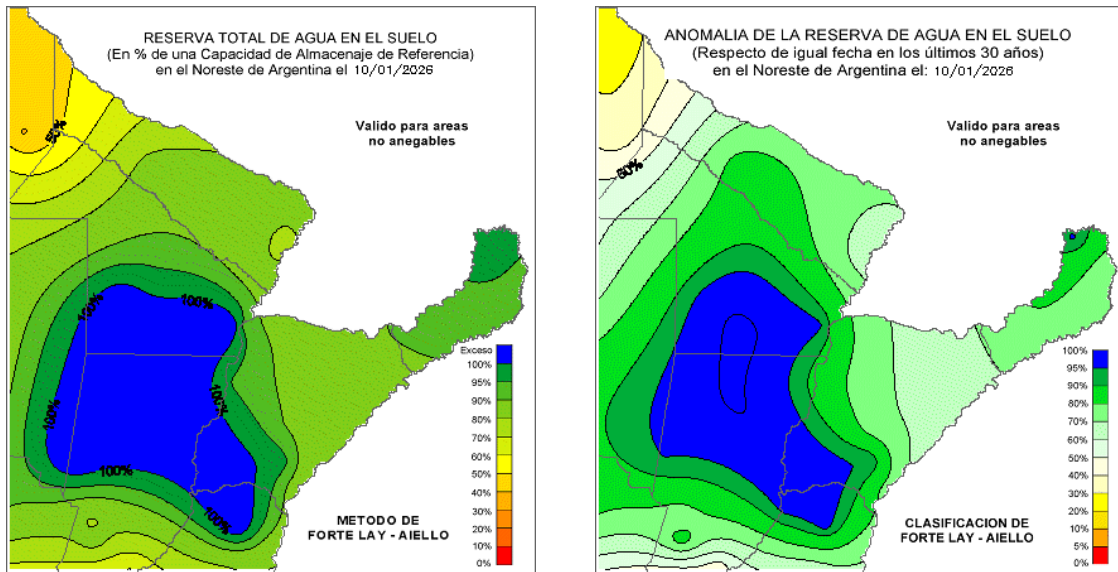 RESERVA TOTAL DE AGUA EN EL SUELO
(En % de una Capacidad de Almacenaje de Referencia)
en el Noreste de Argentina el 10/01/2026
Valido para areas
no anegables
50%
100%
100%
100%
100%
100%
100%
Exceso
100%
95%
90%
80%
70%
60%
50%
40%
30%
20%
10%
0%
METODO DE
FORTE LAY - AIELLO
ANOMALIA DE LA RESERVA DE AGUA EN EL SUELO
(Respecto de igual fecha en los últimos 30 años)
en el Noreste de Argentina el: 10/01/2026
Valido para areas
no anegables
50%
100%
95%
90%
80%
70%
60%
50%
40%
30%
20%
10%
5%
0%
CLASIFICACION DE
FORTE LAY - AIELLO